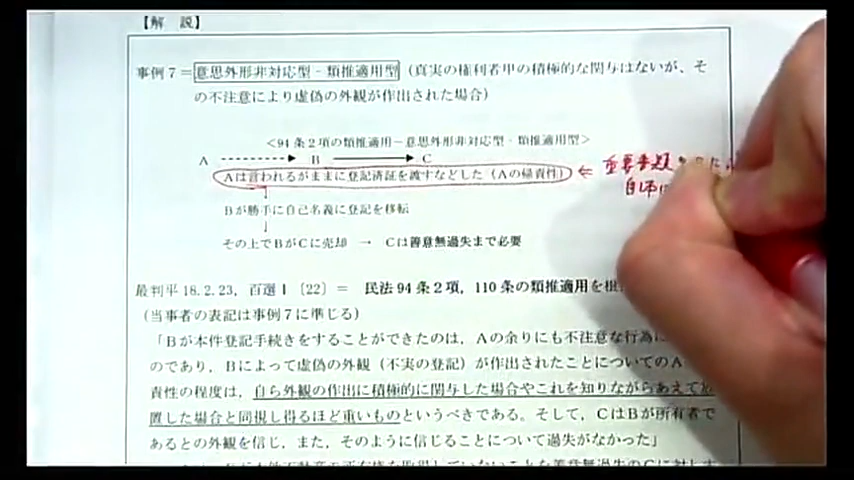 【解 説】
事例７＝意思外形非対応型‐類推適用型（真実の権利者甲の積極的な関与はないが、そ
の不注意により虚偽の外観が作出された場合）
＜94条２項の類推適用－意思外形非対応型‐類推適用型＞
A B C
Aは言われるがままに登記済証を渡すなどした（Aの帰責性） ← 重要書類
Bが勝手に自己名義に登記を移転
↓
その上でBがCに売却 → Cは善意無過失まで必要
最判平18.2.23，百選Ⅰ〔22〕＝ 民法94条２項，110条の類推適用を
（当事者の表記は事例７に準じる）
「Bが本件登記手続きをすることができたのは，Aの余りにも不注意な行為に
のであり，Bによって虚偽の外観（不実の登記）が作出されたことについてのA
責性の程度は，自ら外観の作出に積極的に関与した場合やこれを知りながらあえて放
置した場合と同視し得るほど重いものというべきである。そして，CはBが所有者で
あるとの外観を信じ，また，そのように信じることについて過失がなかった」